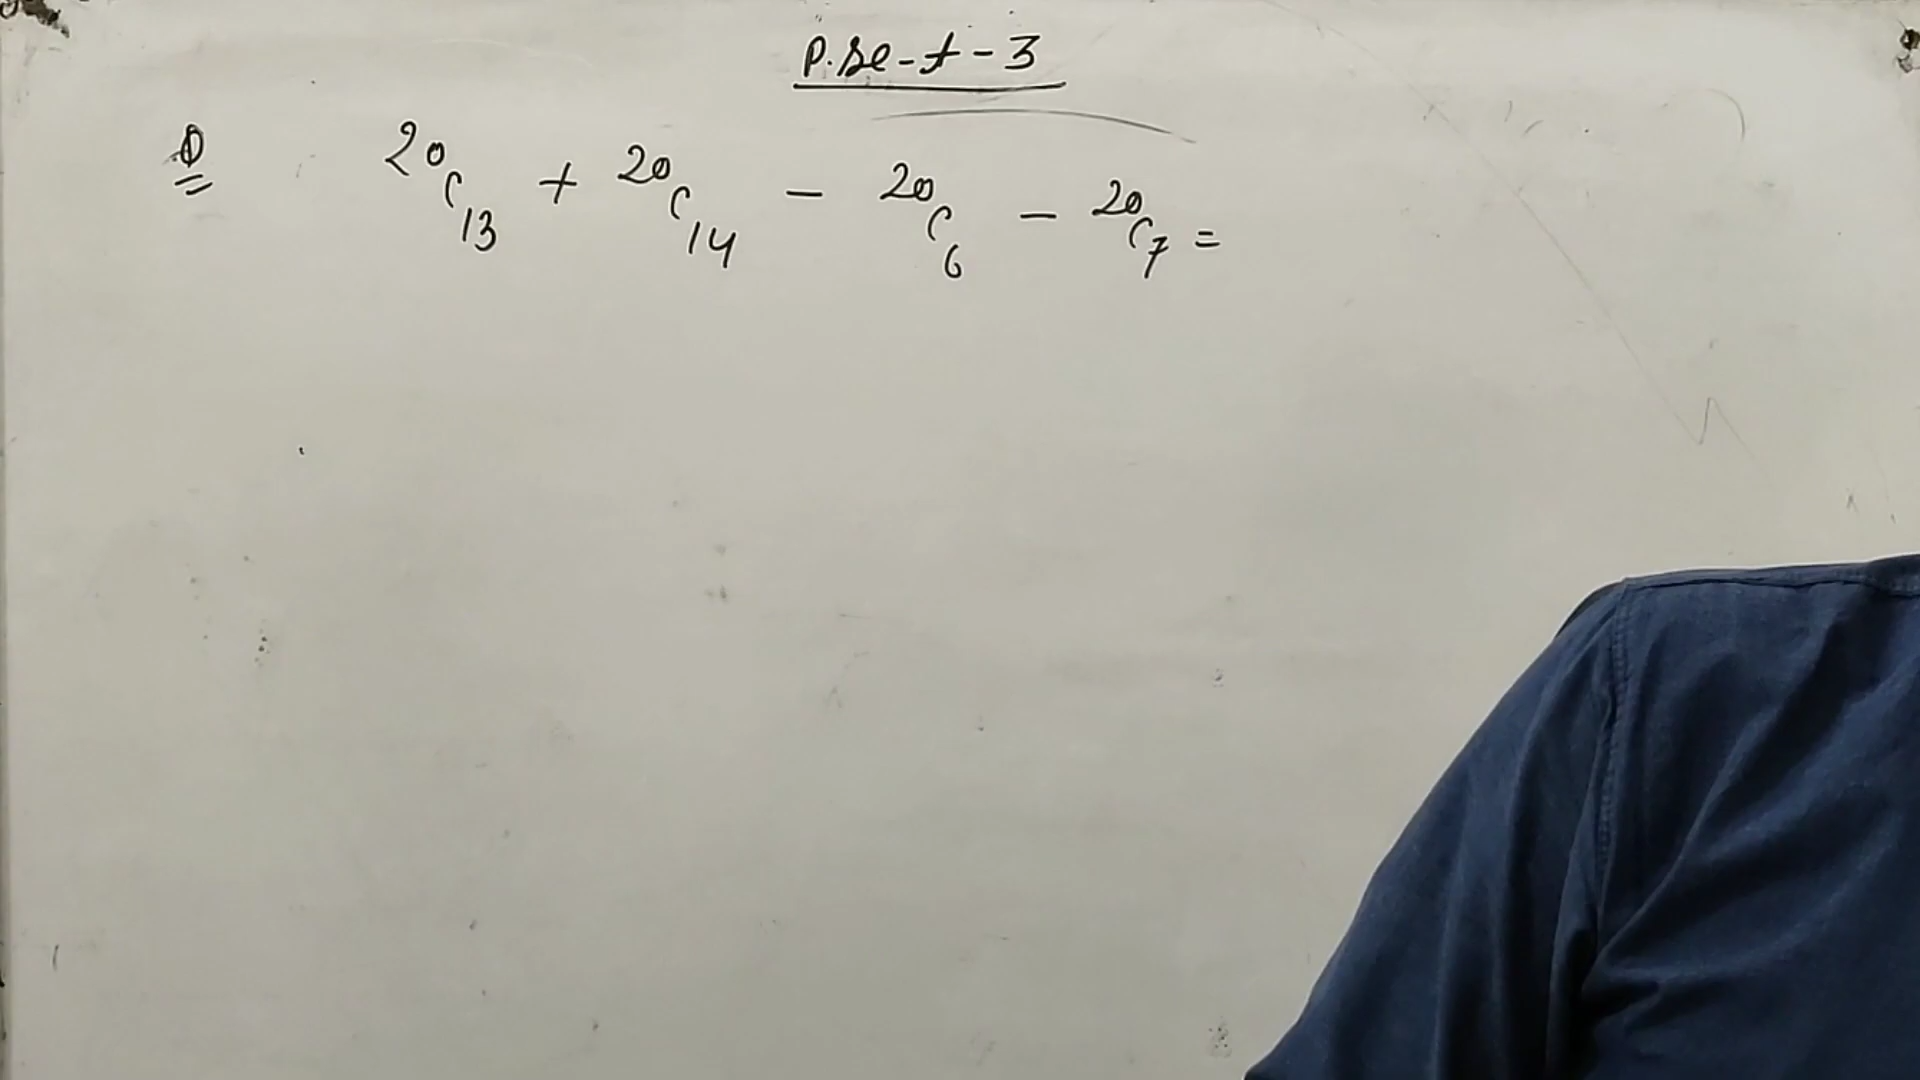 P.Se-t-3
Q ²⁰C₁₃ + ²⁰C₁₄ - ²⁰C₆ - ²⁰C₇ =